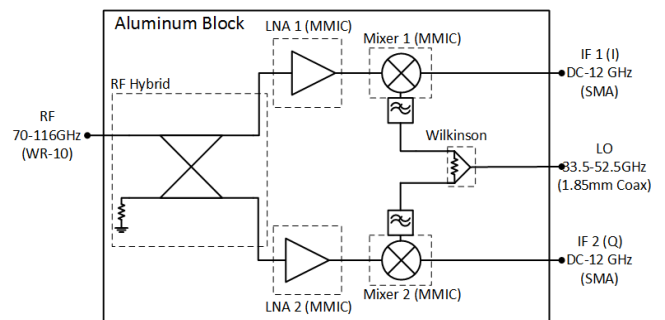 Aluminum Block
LNA 1 (MMIC)
Mixer 1 (MMIC)
IF 1 (I)
DC-12 GHz
(SMA)
RF Hybrid
RF
70-116GHz
(WR-10)
Wilkinson
LO
33.5-52.5GHz
(1.85mm Coax)
IF 2 (Q)
DC-12 GHz
(SMA)
LNA 2 (MMIC)
Mixer 2 (MMIC)